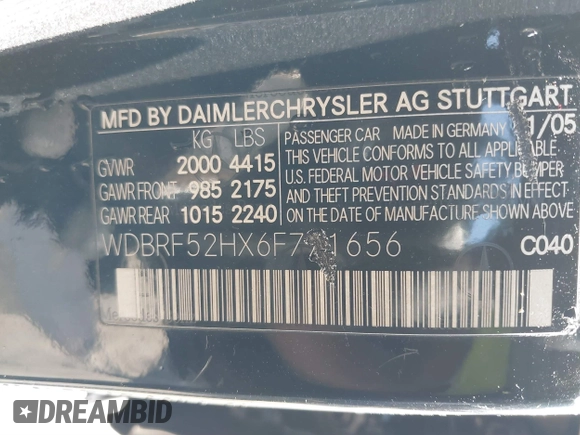 MFD BY DAIMLERCHRYSLER AG STUTTGART
KG LBS
GVWR 2000 4415
GAWR FRONT 985 2175
GAWR REAR 1015 2240
PASSENGER CAR MADE IN GERMANY 1/05
THIS VEHICLE CONFORMS TO ALL APPLICABLE
U.S. FEDERAL MOTOR VEHICLE SAFETY BUMPER
AND THEFT PREVENTION STANDARDS IN EFFECT
ON THE DATE OF MANUFACTURE SHOWN ABOVE.
C040
DREAMBID